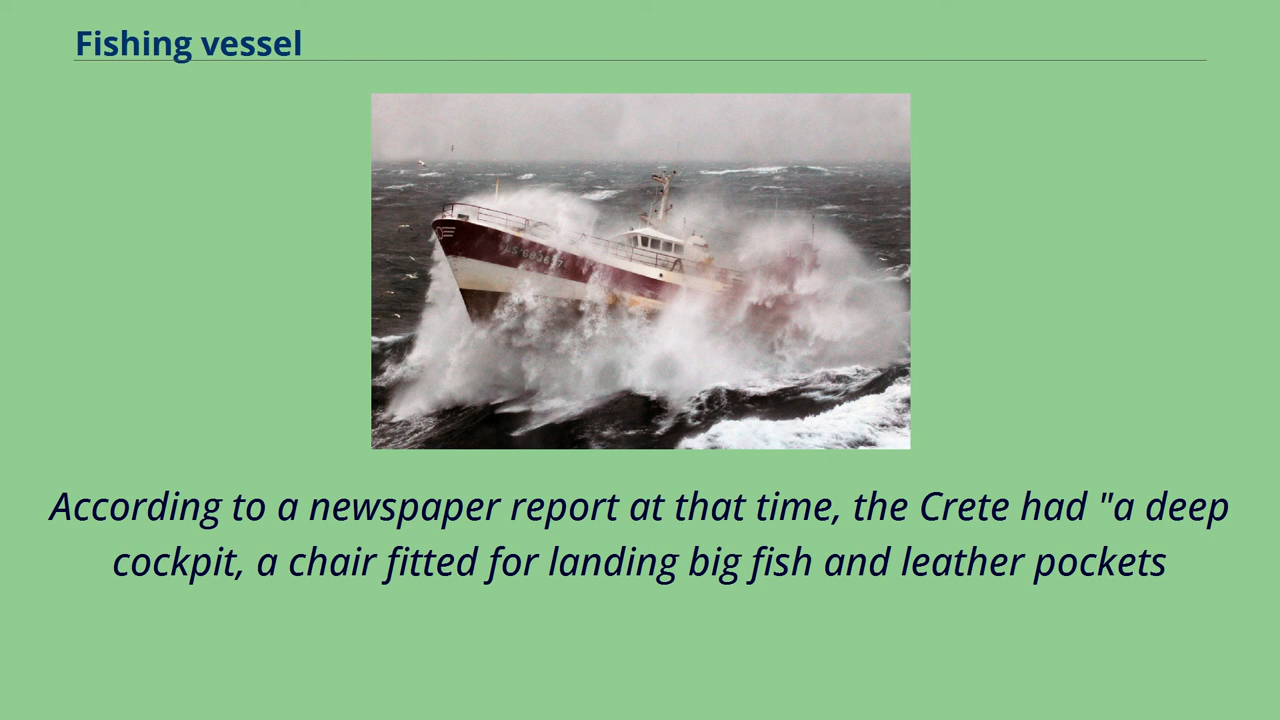 Fishing vessel
According to a newspaper report at that time, the Crete had "a deep
cockpit, a chair fitted for landing big fish and leather pockets